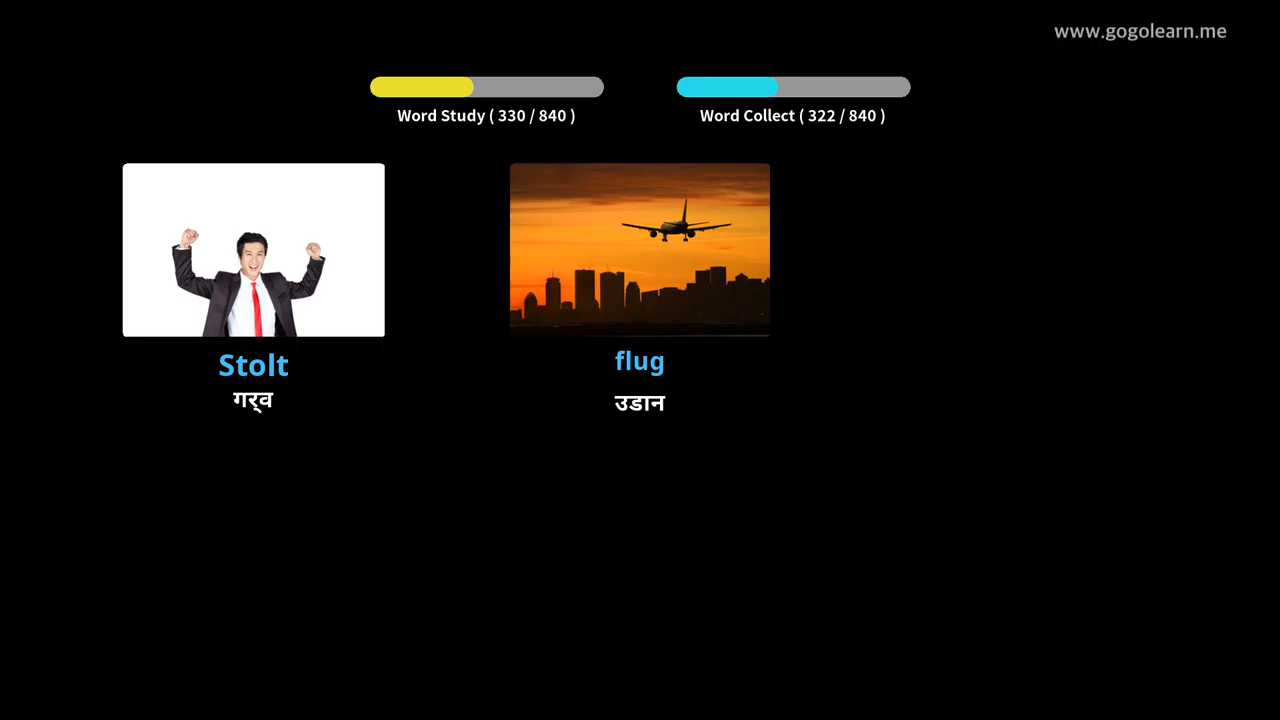 www.gogolearn.me
Word Study ( 330 / 840 )
Word Collect ( 322 / 840 )
Stolt
गर्‍व
flug
उडान